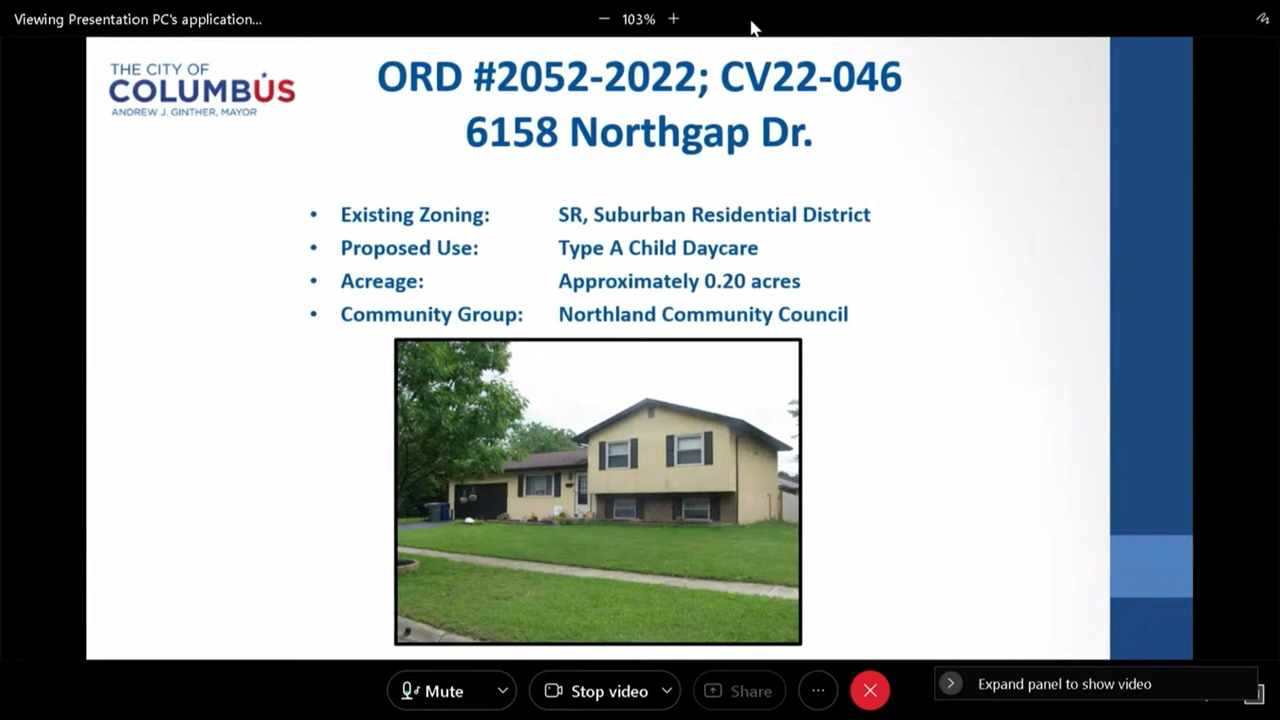 Viewing Presentation PC's application...
− 103% +
THE CITY OF
COLUMBUS
ANDREW J. GINTHER, MAYOR
ORD #2052-2022; CV22-046
6158 Northgap Dr.
• Existing Zoning: SR, Suburban Residential District
• Proposed Use: Type A Child Daycare
• Acreage: Approximately 0.20 acres
• Community Group: Northland Community Council
Mute
Stop video
Share
...
Expand panel to show video